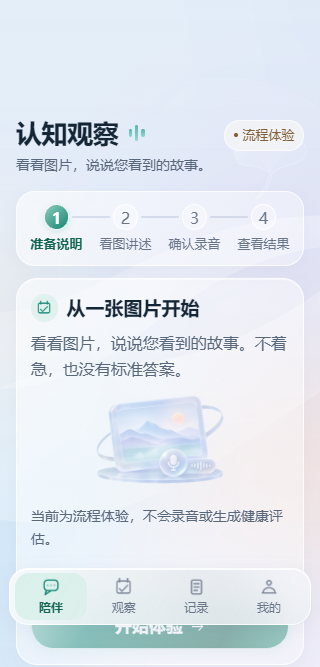 认知观察
流程体验
看看图片，说说您看到的故事。
1 2 3 4
准备说明 看图讲述 确认录音 查看结果
从一张图片开始
看看图片，说说您看到的故事。不着
急，也没有标准答案。
当前为流程体验，不会录音或生成健康评
估。
开始体验 →
陪伴 观察 记录 我的